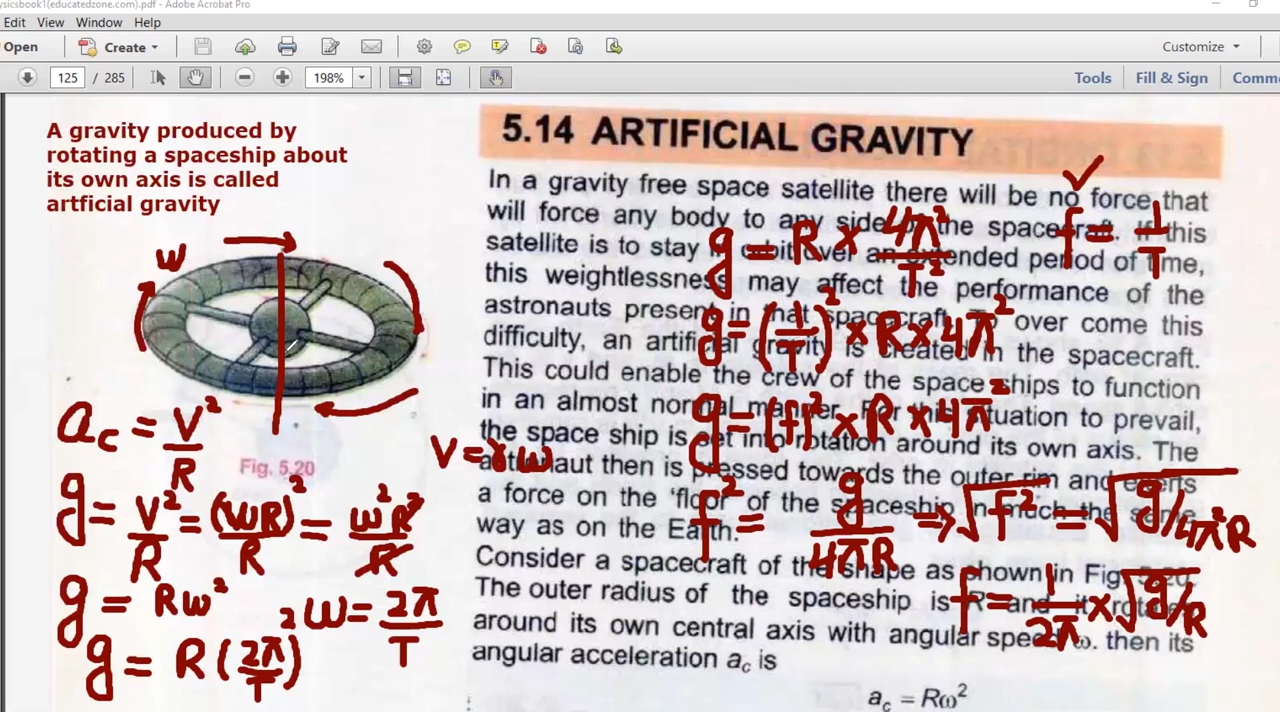 ysicsbook1(educatedzone.com).pdf - Adobe Acrobat Pro
Edit View Window Help
Open Create Customize
125 / 285 198% Tools Fill & Sign Comme
A gravity produced by
rotating a spaceship about
its own axis is called
artficial gravity
W
Fig. 5.20
a_c = V²/R
g = V²/R = (WR)²/R = w²R²/R
g = Rw²
W = 2π/T
g = R(2π/T)²
V = rw
5.14 ARTIFICIAL GRAVITY
In a gravity free space satellite there will be no force that
will force any body to any side the spacecraft. If this
satellite is to stay in orbit over an extended period of time,
this weightlessness may affect the performance of the
astronauts present in that spacecraft. To over come this
difficulty, an artificial gravity is created in the spacecraft.
This could enable the crew of the space ships to function
in an almost normal manner. For this situation to prevail,
the space ship is set into rotation around its own axis. The
astronaut then is pressed towards the outer rim and exerts
a force on the 'floor' of the spaceship in much the same
way as on the Earth.
Consider a spacecraft of the shape as shown in Fig. 5.20.
The outer radius of the spaceship is R and it rotates
around its own central axis with angular speed ω. then its
angular acceleration a_c is
a_c = Rω²
✓
f = 1/T
g = R × 4π²/T²
g = (1/T)² × R × 4π²
g = (f)² × R × 4π²
f² = g/4πR ⇒ √f² = √g/4π²R
f = 1/2π × √g/R